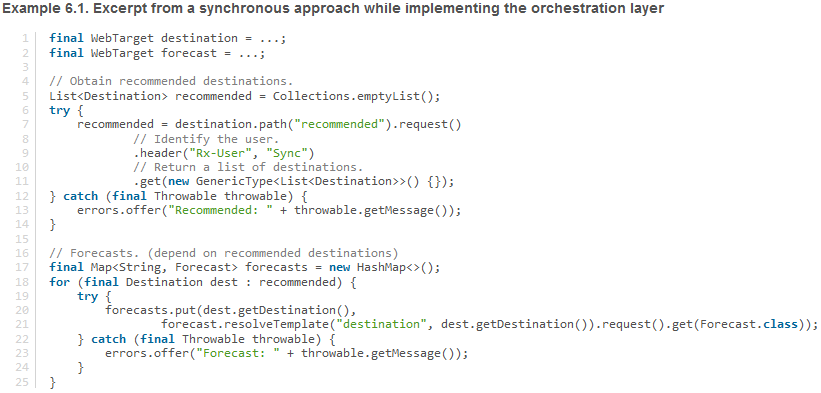 Example 6.1. Excerpt from a synchronous approach while implementing the orchestration layer
1 final WebTarget destination = ...;
2 final WebTarget forecast = ...;
3
4 // Obtain recommended destinations.
5 List<Destination> recommended = Collections.emptyList();
6 try {
7     recommended = destination.path("recommended").request()
8             // Identify the user.
9             .header("Rx-User", "Sync")
10             // Return a list of destinations.
11             .get(new GenericType<List<Destination>>() {});
12 } catch (final Throwable throwable) {
13     errors.offer("Recommended: " + throwable.getMessage());
14 }
15
16 // Forecasts. (depend on recommended destinations)
17 final Map<String, Forecast> forecasts = new HashMap<>();
18 for (final Destination dest : recommended) {
19     try {
20         forecasts.put(dest.getDestination(),
21                 forecast.resolveTemplate("destination", dest.getDestination()).request().get(Forecast.class));
22     } catch (final Throwable throwable) {
23         errors.offer("Forecast: " + throwable.getMessage());
24     }
25 }